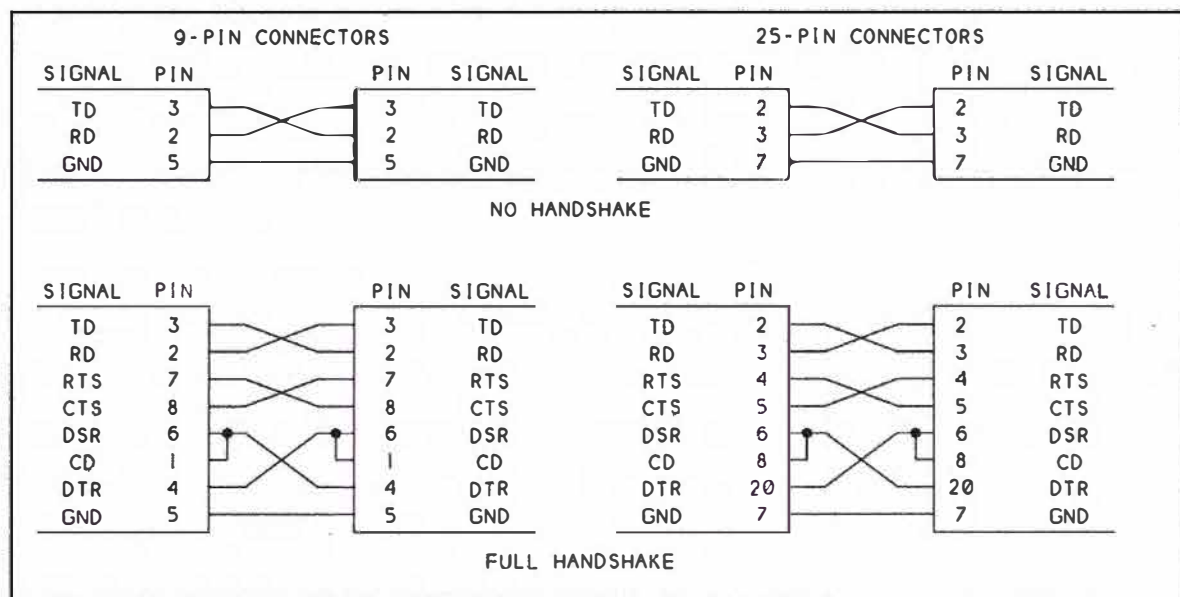 9-PIN CONNECTORS 25-PIN CONNECTORS
SIGNAL PIN PIN SIGNAL SIGNAL PIN PIN SIGNAL
TD 3 3 TD TD 2 2 TD
RD 2 2 RD RD 3 3 RD
GND 5 5 GND GND 7 7 GND
NO HANDSHAKE
SIGNAL PIN PIN SIGNAL SIGNAL PIN PIN SIGNAL
TD 3 3 TD TD 2 2 TD
RD 2 2 RD RD 3 3 RD
RTS 7 7 RTS RTS 4 4 RTS
CTS 8 8 CTS CTS 5 5 CTS
DSR 6 6 DSR DSR 6 6 DSR
CD 1 1 CD CD 8 8 CD
DTR 4 4 DTR DTR 20 20 DTR
GND 5 5 GND GND 7 7 GND
FULL HANDSHAKE